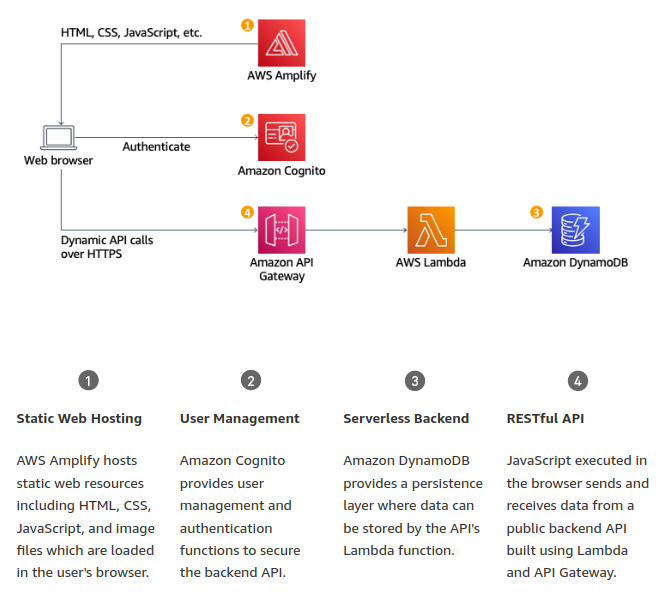 HTML, CSS, JavaScript, etc.
1
AWS Amplify
2
Web browser
Authenticate
Amazon Cognito
4
3
Dynamic API calls
over HTTPS
Amazon API
Gateway
AWS Lambda
Amazon DynamoDB
1
Static Web Hosting
AWS Amplify hosts
static web resources
including HTML, CSS,
JavaScript, and image
files which are loaded
in the user's browser.
2
User Management
Amazon Cognito
provides user
management and
authentication
functions to secure
the backend API.
3
Serverless Backend
Amazon DynamoDB
provides a persistence
layer where data can
be stored by the API's
Lambda function.
4
RESTful API
JavaScript executed in
the browser sends and
receives data from a
public backend API
built using Lambda
and API Gateway.